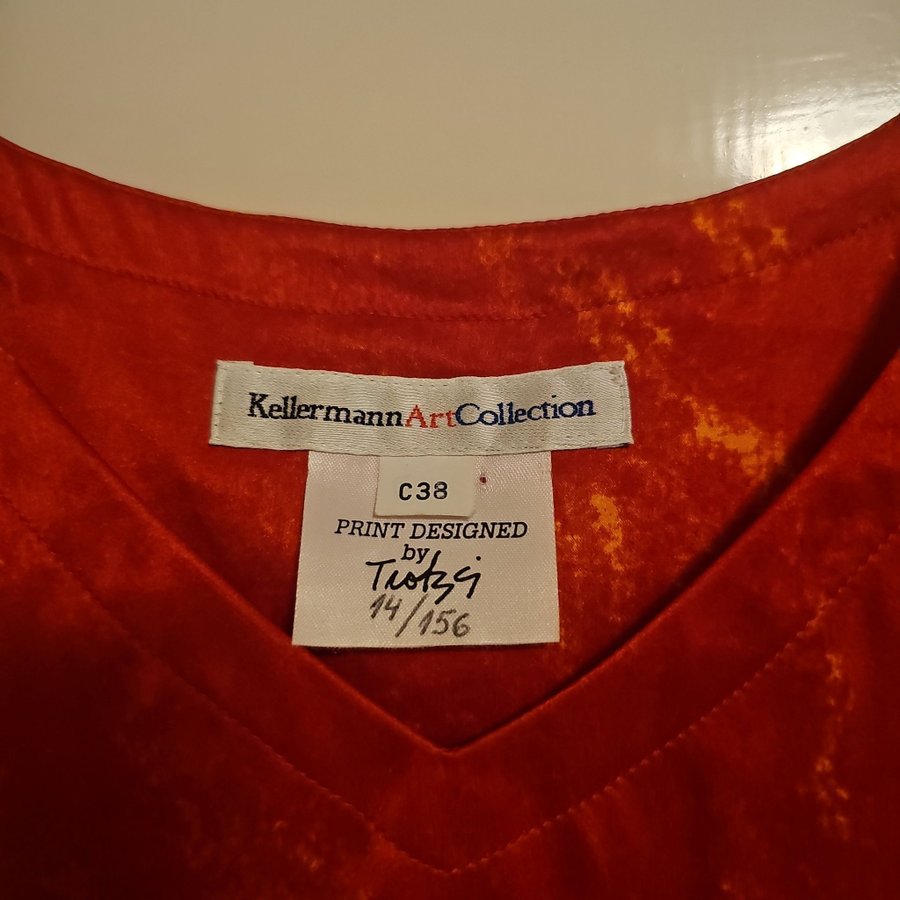 KellermannArtCollection
C38
PRINT DESIGNED
by
Trotzgi
14/156